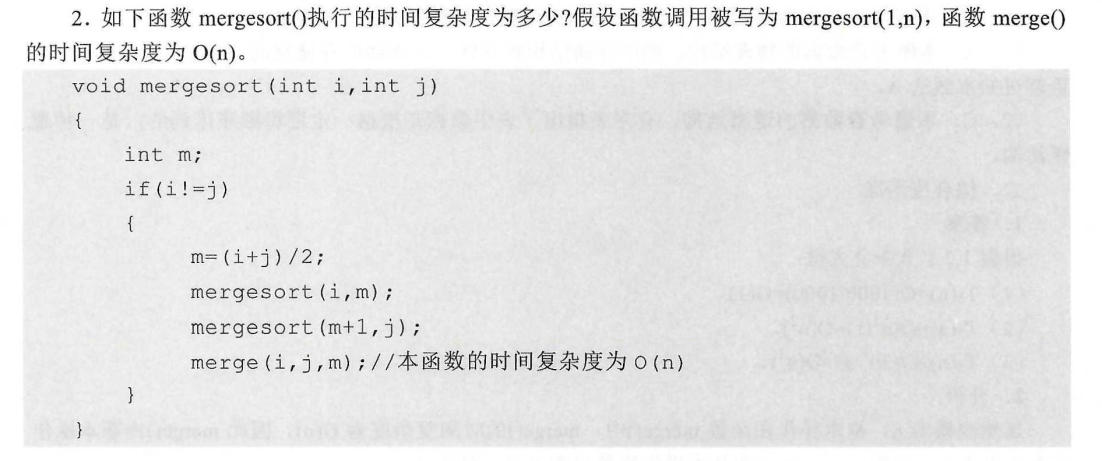 2. 如下函数 mergesort()执行的时间复杂度为多少?假设函数调用被写为 mergesort(1,n)，函数 merge()
的时间复杂度为 O(n)。
void mergesort(int i,int j)
{
int m;
if(i!=j)
{
m=(i+j)/2;
mergesort(i,m);
mergesort(m+1,j);
merge(i,j,m);//本函数的时间复杂度为 O(n)
}
}